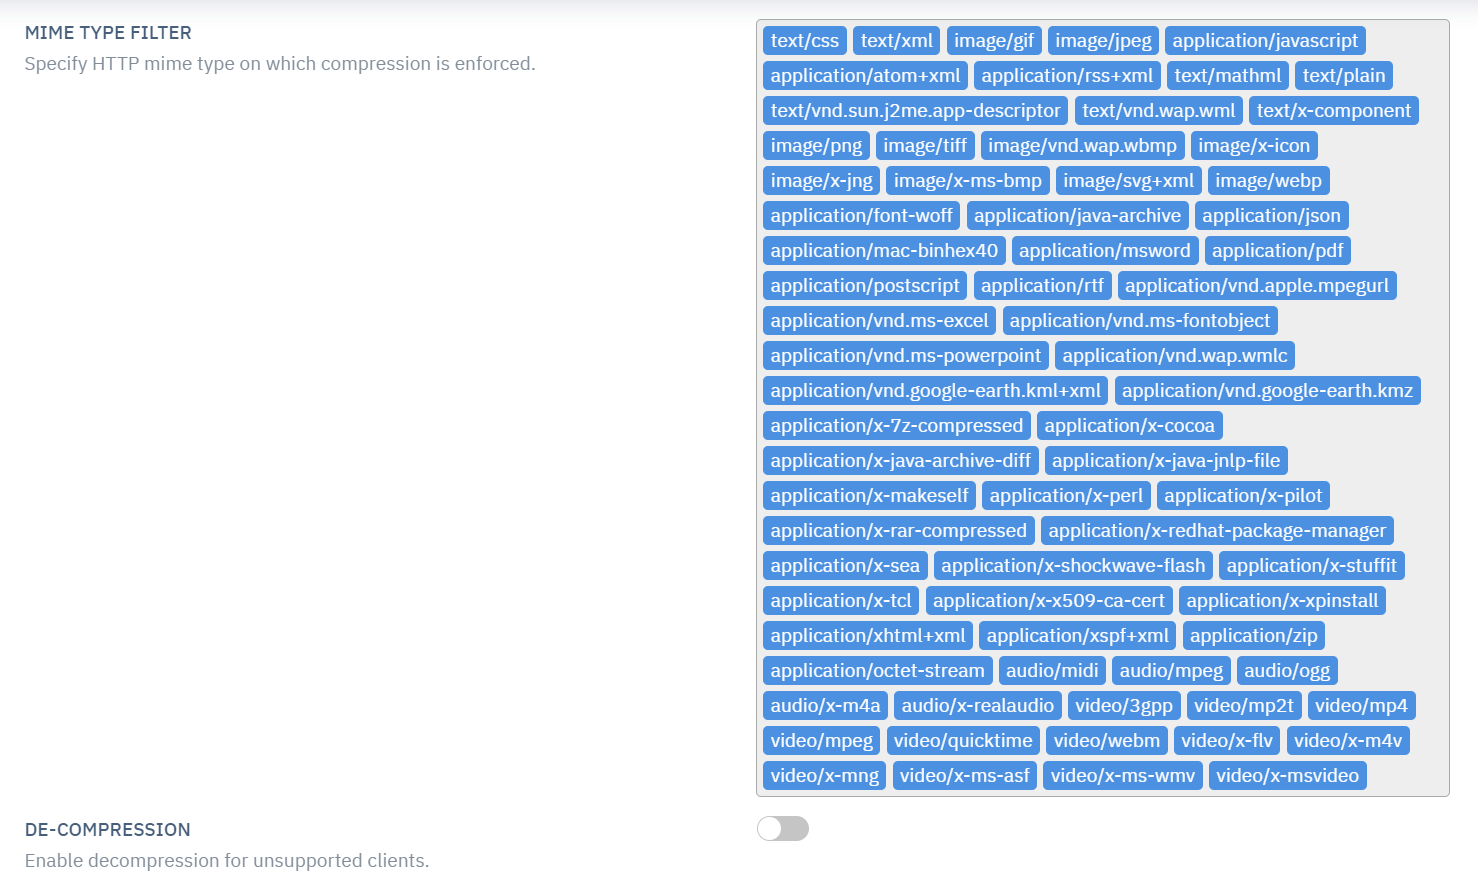 MIME TYPE FILTER
Specify HTTP mime type on which compression is enforced.
text/css text/xml image/gif image/jpeg application/javascript
application/atom+xml application/rss+xml text/mathml text/plain
text/vnd.sun.j2me.app-descriptor text/vnd.wap.wml text/x-component
image/png image/tiff image/vnd.wap.wbmp image/x-icon
image/x-jng image/x-ms-bmp image/svg+xml image/webp
application/font-woff application/java-archive application/json
application/mac-binhex40 application/msword application/pdf
application/postscript application/rtf application/vnd.apple.mpegurl
application/vnd.ms-excel application/vnd.ms-fontobject
application/vnd.ms-powerpoint application/vnd.wap.wmlc
application/vnd.google-earth.kml+xml application/vnd.google-earth.kmz
application/x-7z-compressed application/x-cocoa
application/x-java-archive-diff application/x-java-jnlp-file
application/x-makeself application/x-perl application/x-pilot
application/x-rar-compressed application/x-redhat-package-manager
application/x-sea application/x-shockwave-flash application/x-stuffit
application/x-tcl application/x-x509-ca-cert application/x-xpinstall
application/xhtml+xml application/xspf+xml application/zip
application/octet-stream audio/midi audio/mpeg audio/ogg
audio/x-m4a audio/x-realaudio video/3gpp video/mp2t video/mp4
video/mpeg video/quicktime video/webm video/x-flv video/x-m4v
video/x-mng video/x-ms-asf video/x-ms-wmv video/x-msvideo
DE-COMPRESSION
Enable decompression for unsupported clients.